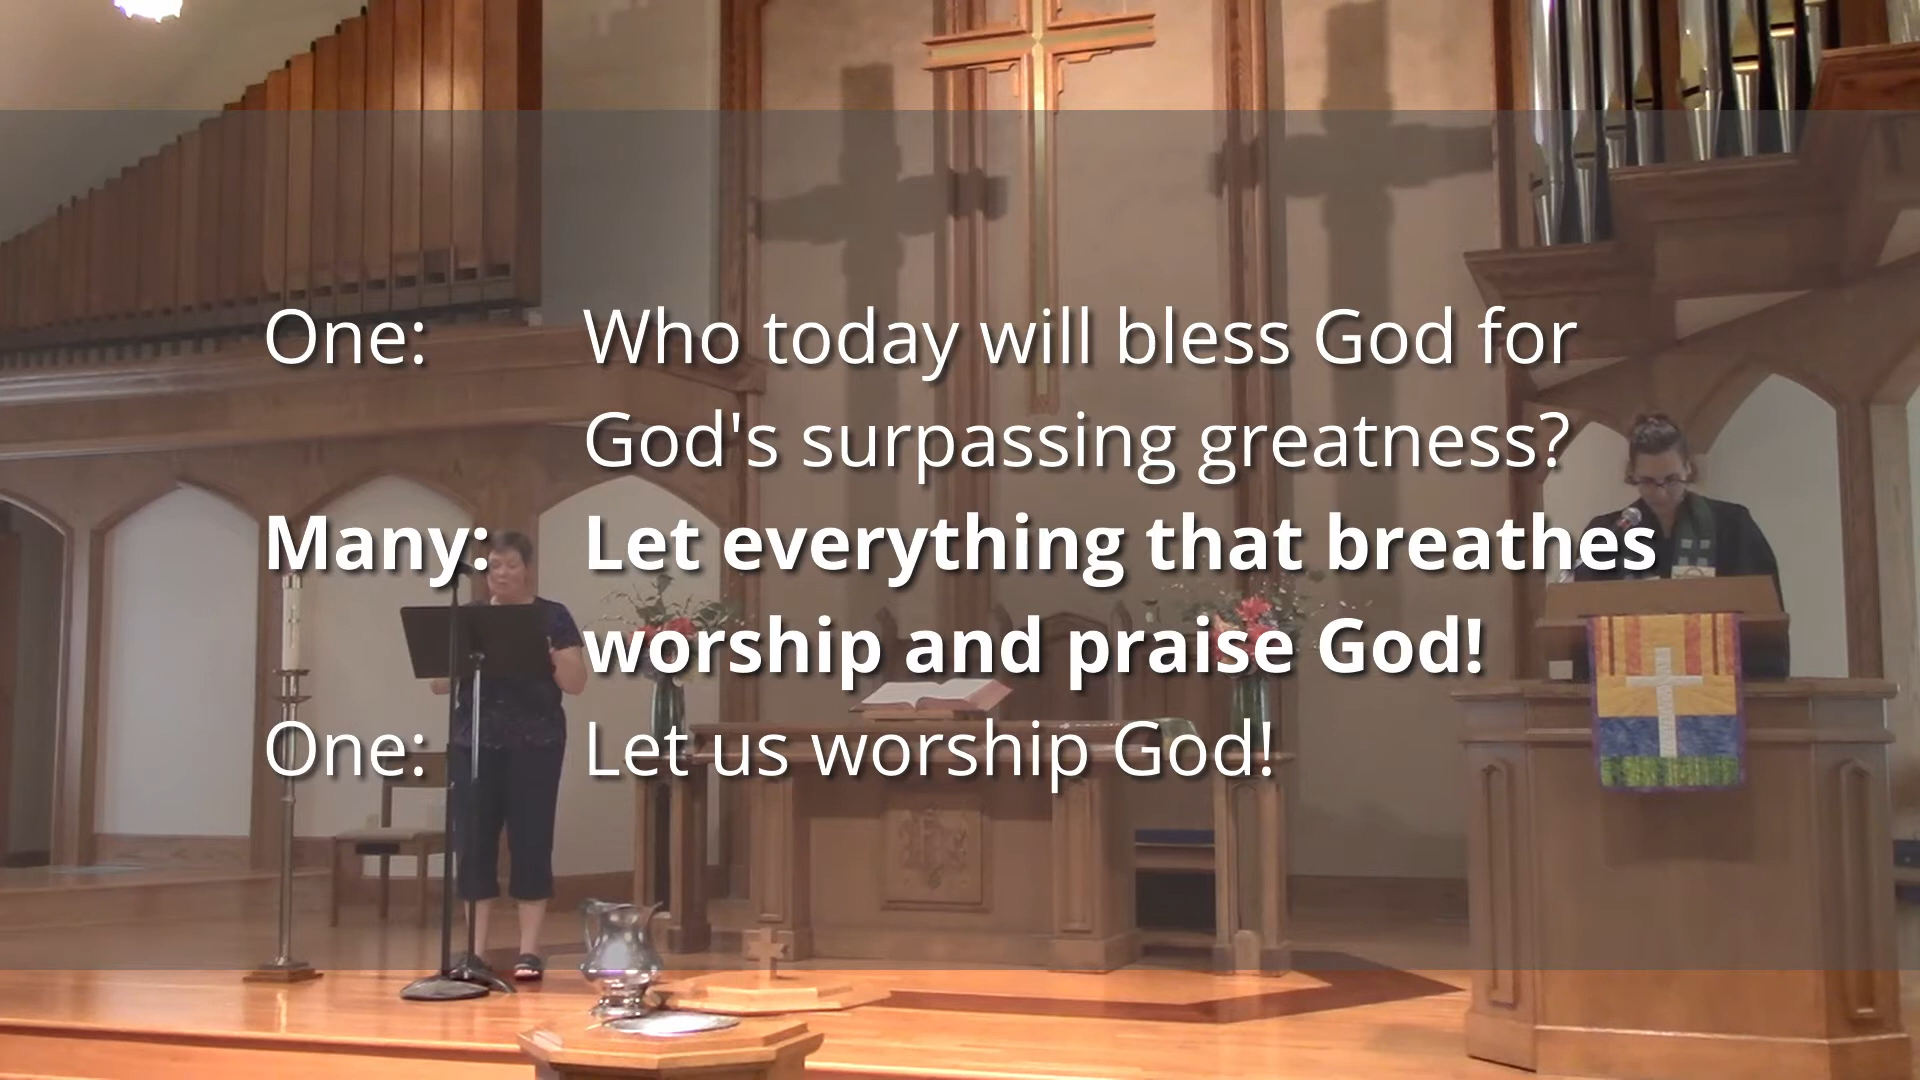 One: Who today will bless God for
God's surpassing greatness?
Many: Let everything that breathes
worship and praise God!
One: Let us worship God!